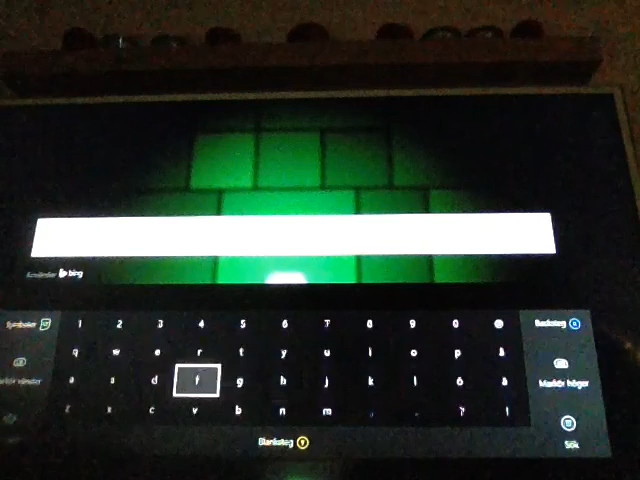 Använder bing
Symboler 1 2 3 4 5 6 7 8 9 0 Backsteg
q w e r t y u i o p å
a s d f g h j k l ö ä
Markör höger
z x c v b n m , . ? !
Blanksteg Y
Sök